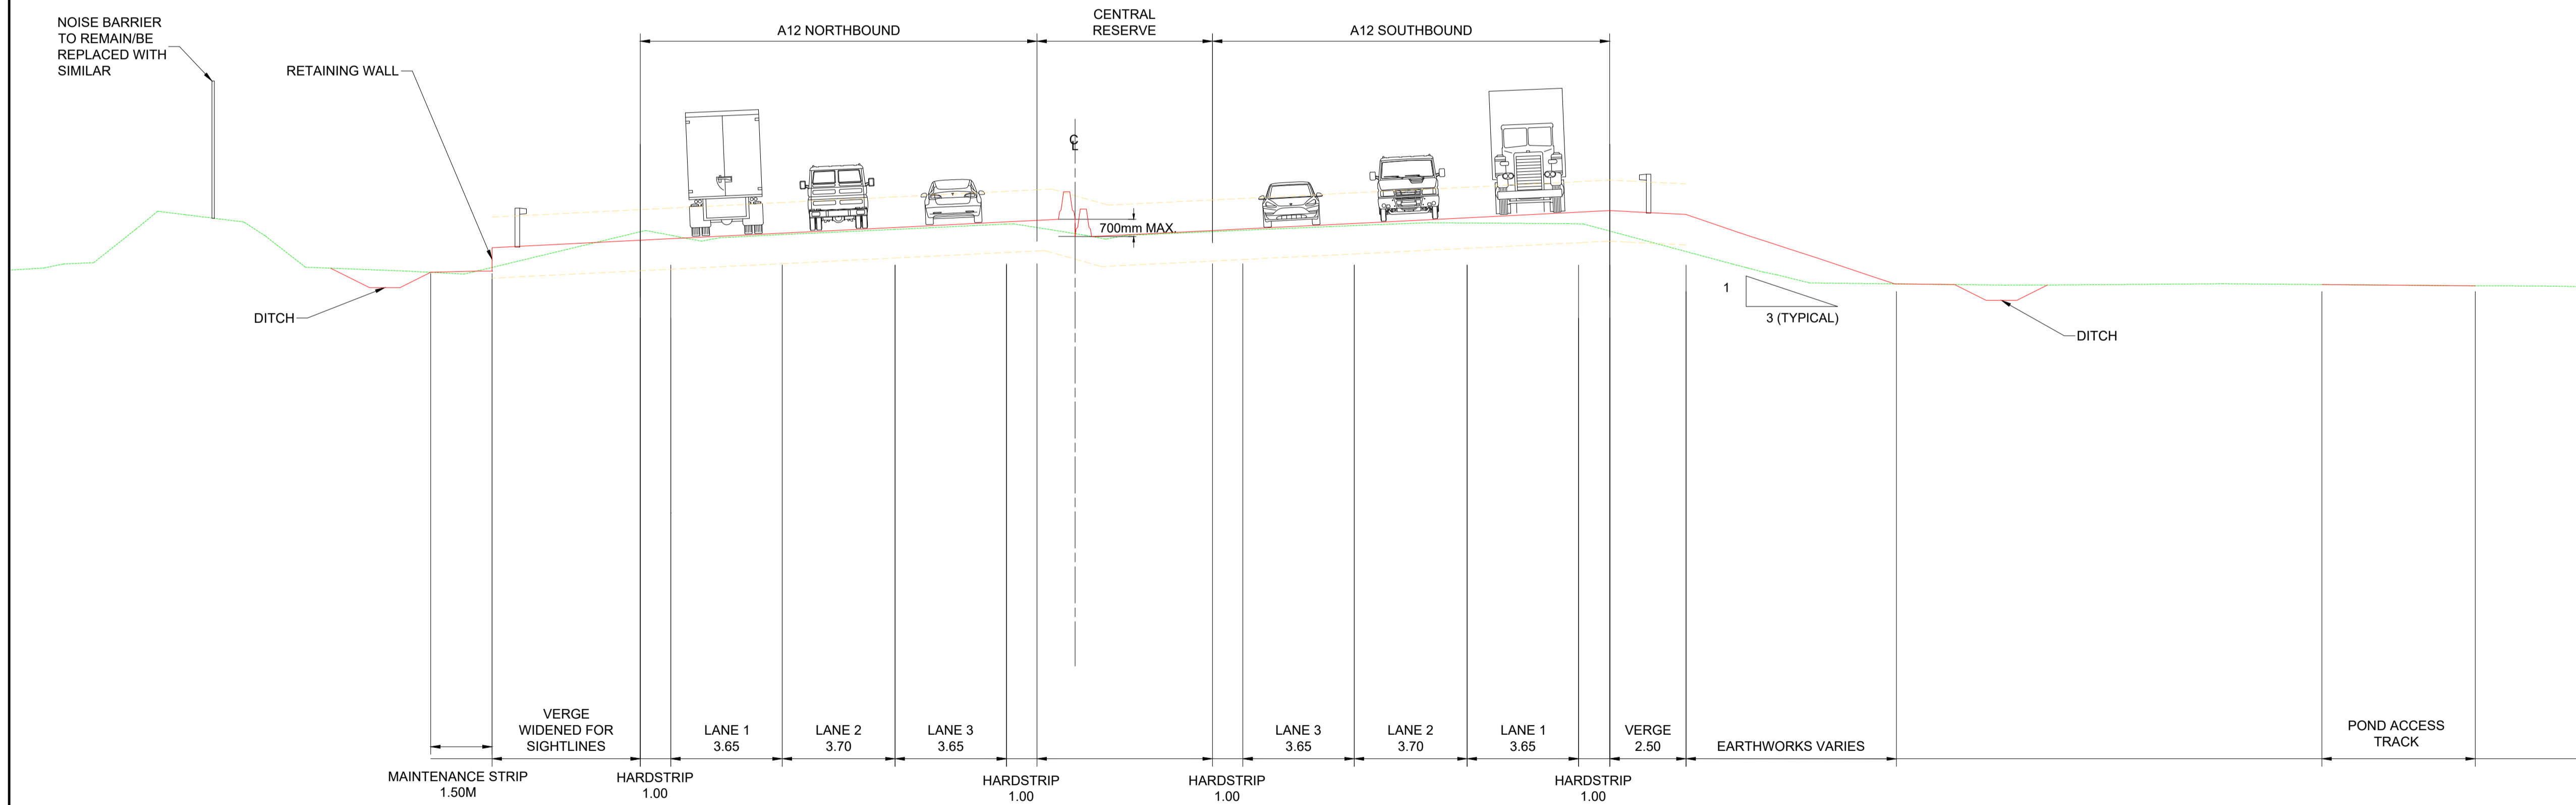 NOISE BARRIER
TO REMAIN/BE
REPLACED WITH
SIMILAR
RETAINING WALL
A12 NORTHBOUND
CENTRAL
RESERVE
A12 SOUTHBOUND
CL
700mm MAX.
DITCH
1
3 (TYPICAL)
DITCH
MAINTENANCE STRIP
1.50M
VERGE
WIDENED FOR
SIGHTLINES
HARDSTRIP
1.00
LANE 1
3.65
LANE 2
3.70
LANE 3
3.65
HARDSTRIP
1.00
HARDSTRIP
1.00
LANE 3
3.65
LANE 2
3.70
LANE 1
3.65
HARDSTRIP
1.00
VERGE
2.50
EARTHWORKS VARIES
POND ACCESS
TRACK